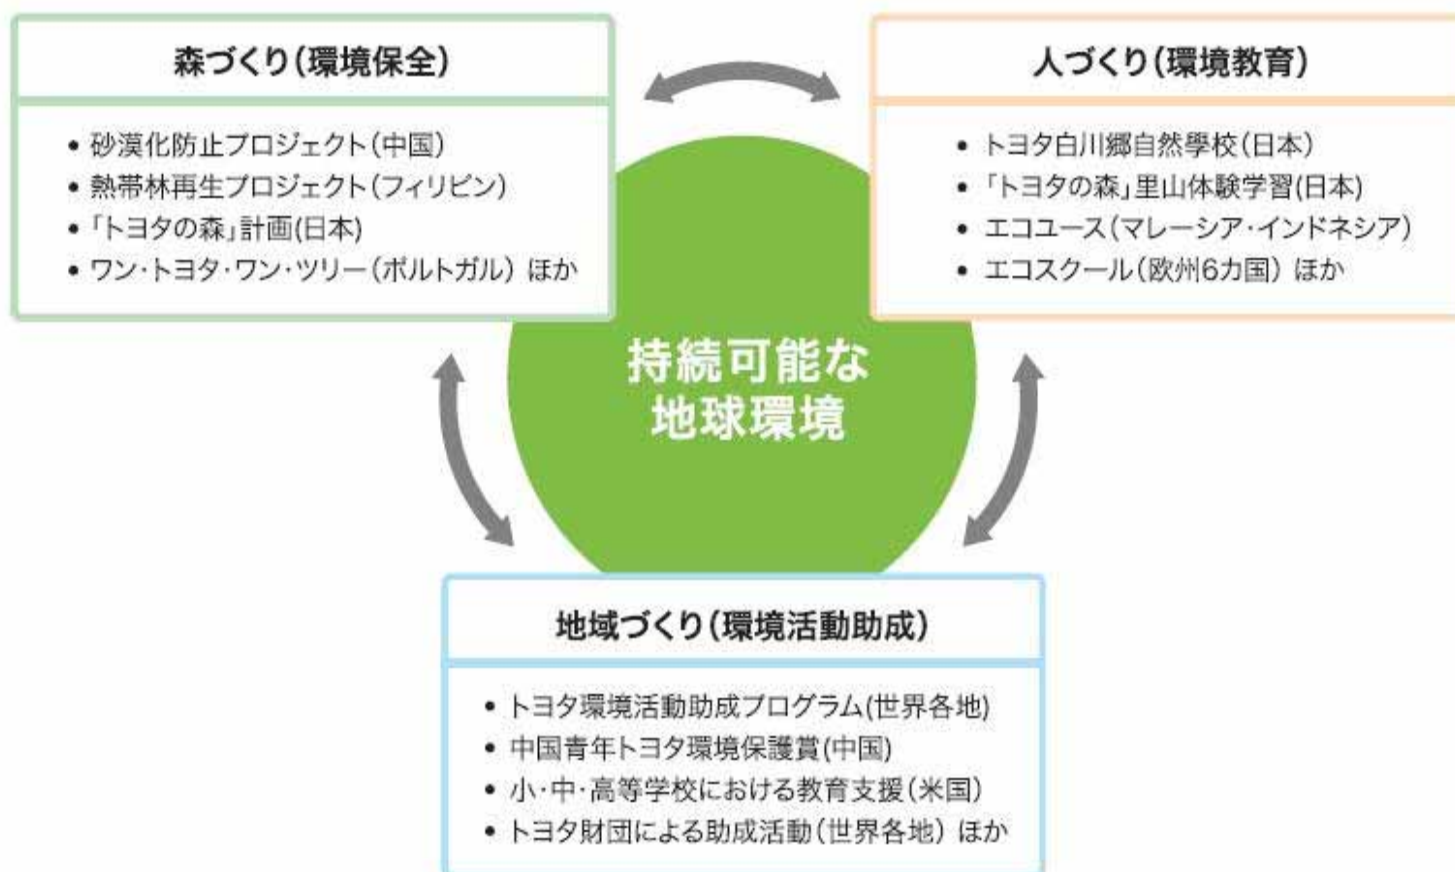 森づくり（環境保全）
• 砂漠化防止プロジェクト（中国）
• 熱帯林再生プロジェクト（フィリピン）
• 「トヨタの森」計画(日本)
• ワン・トヨタ・ワン・ツリー（ポルトガル） ほか
人づくり（環境教育）
• トヨタ白川郷自然學校（日本）
• 「トヨタの森」里山体験学習(日本)
• エコユース（マレーシア・インドネシア）
• エコスクール（欧州6カ国） ほか
持続可能な
地球環境
地域づくり（環境活動助成）
• トヨタ環境活動助成プログラム(世界各地)
• 中国青年トヨタ環境保護賞(中国)
• 小・中・高等学校における教育支援（米国）
• トヨタ財団による助成活動（世界各地） ほか